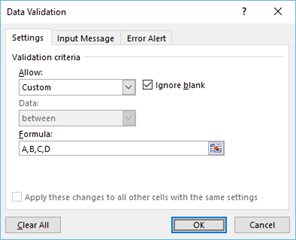 Data Validation ? ×
Settings Input Message Error Alert
Validation criteria
Allow:
Custom Ignore blank
Data:
between
Formula:
A,B,C,D
Apply these changes to all other cells with the same settings
Clear All OK Cancel